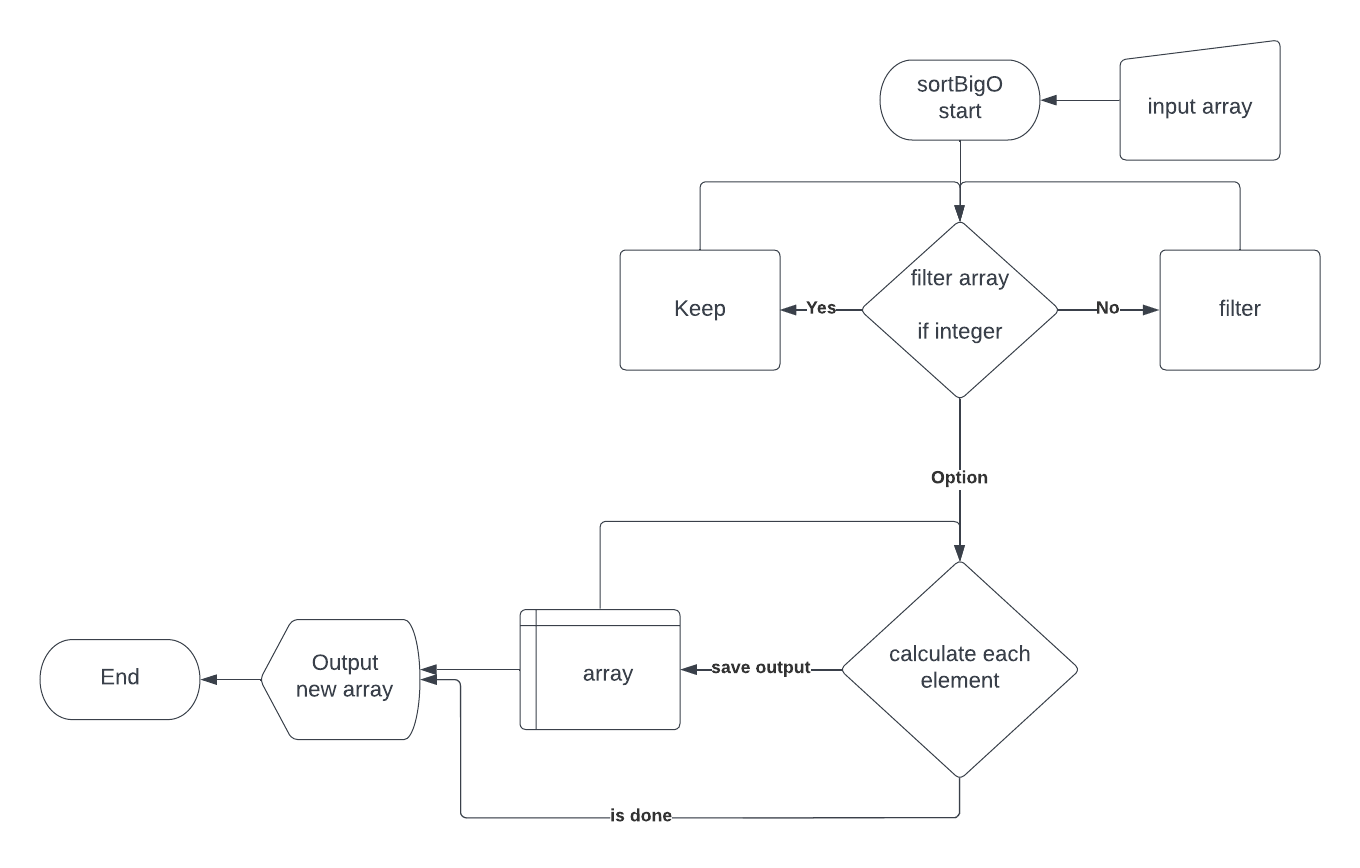 sortBigO
start
input array
Keep
Yes
filter array
if integer
No
filter
Option
End
Output
new array
array
save output
calculate each
element
is done